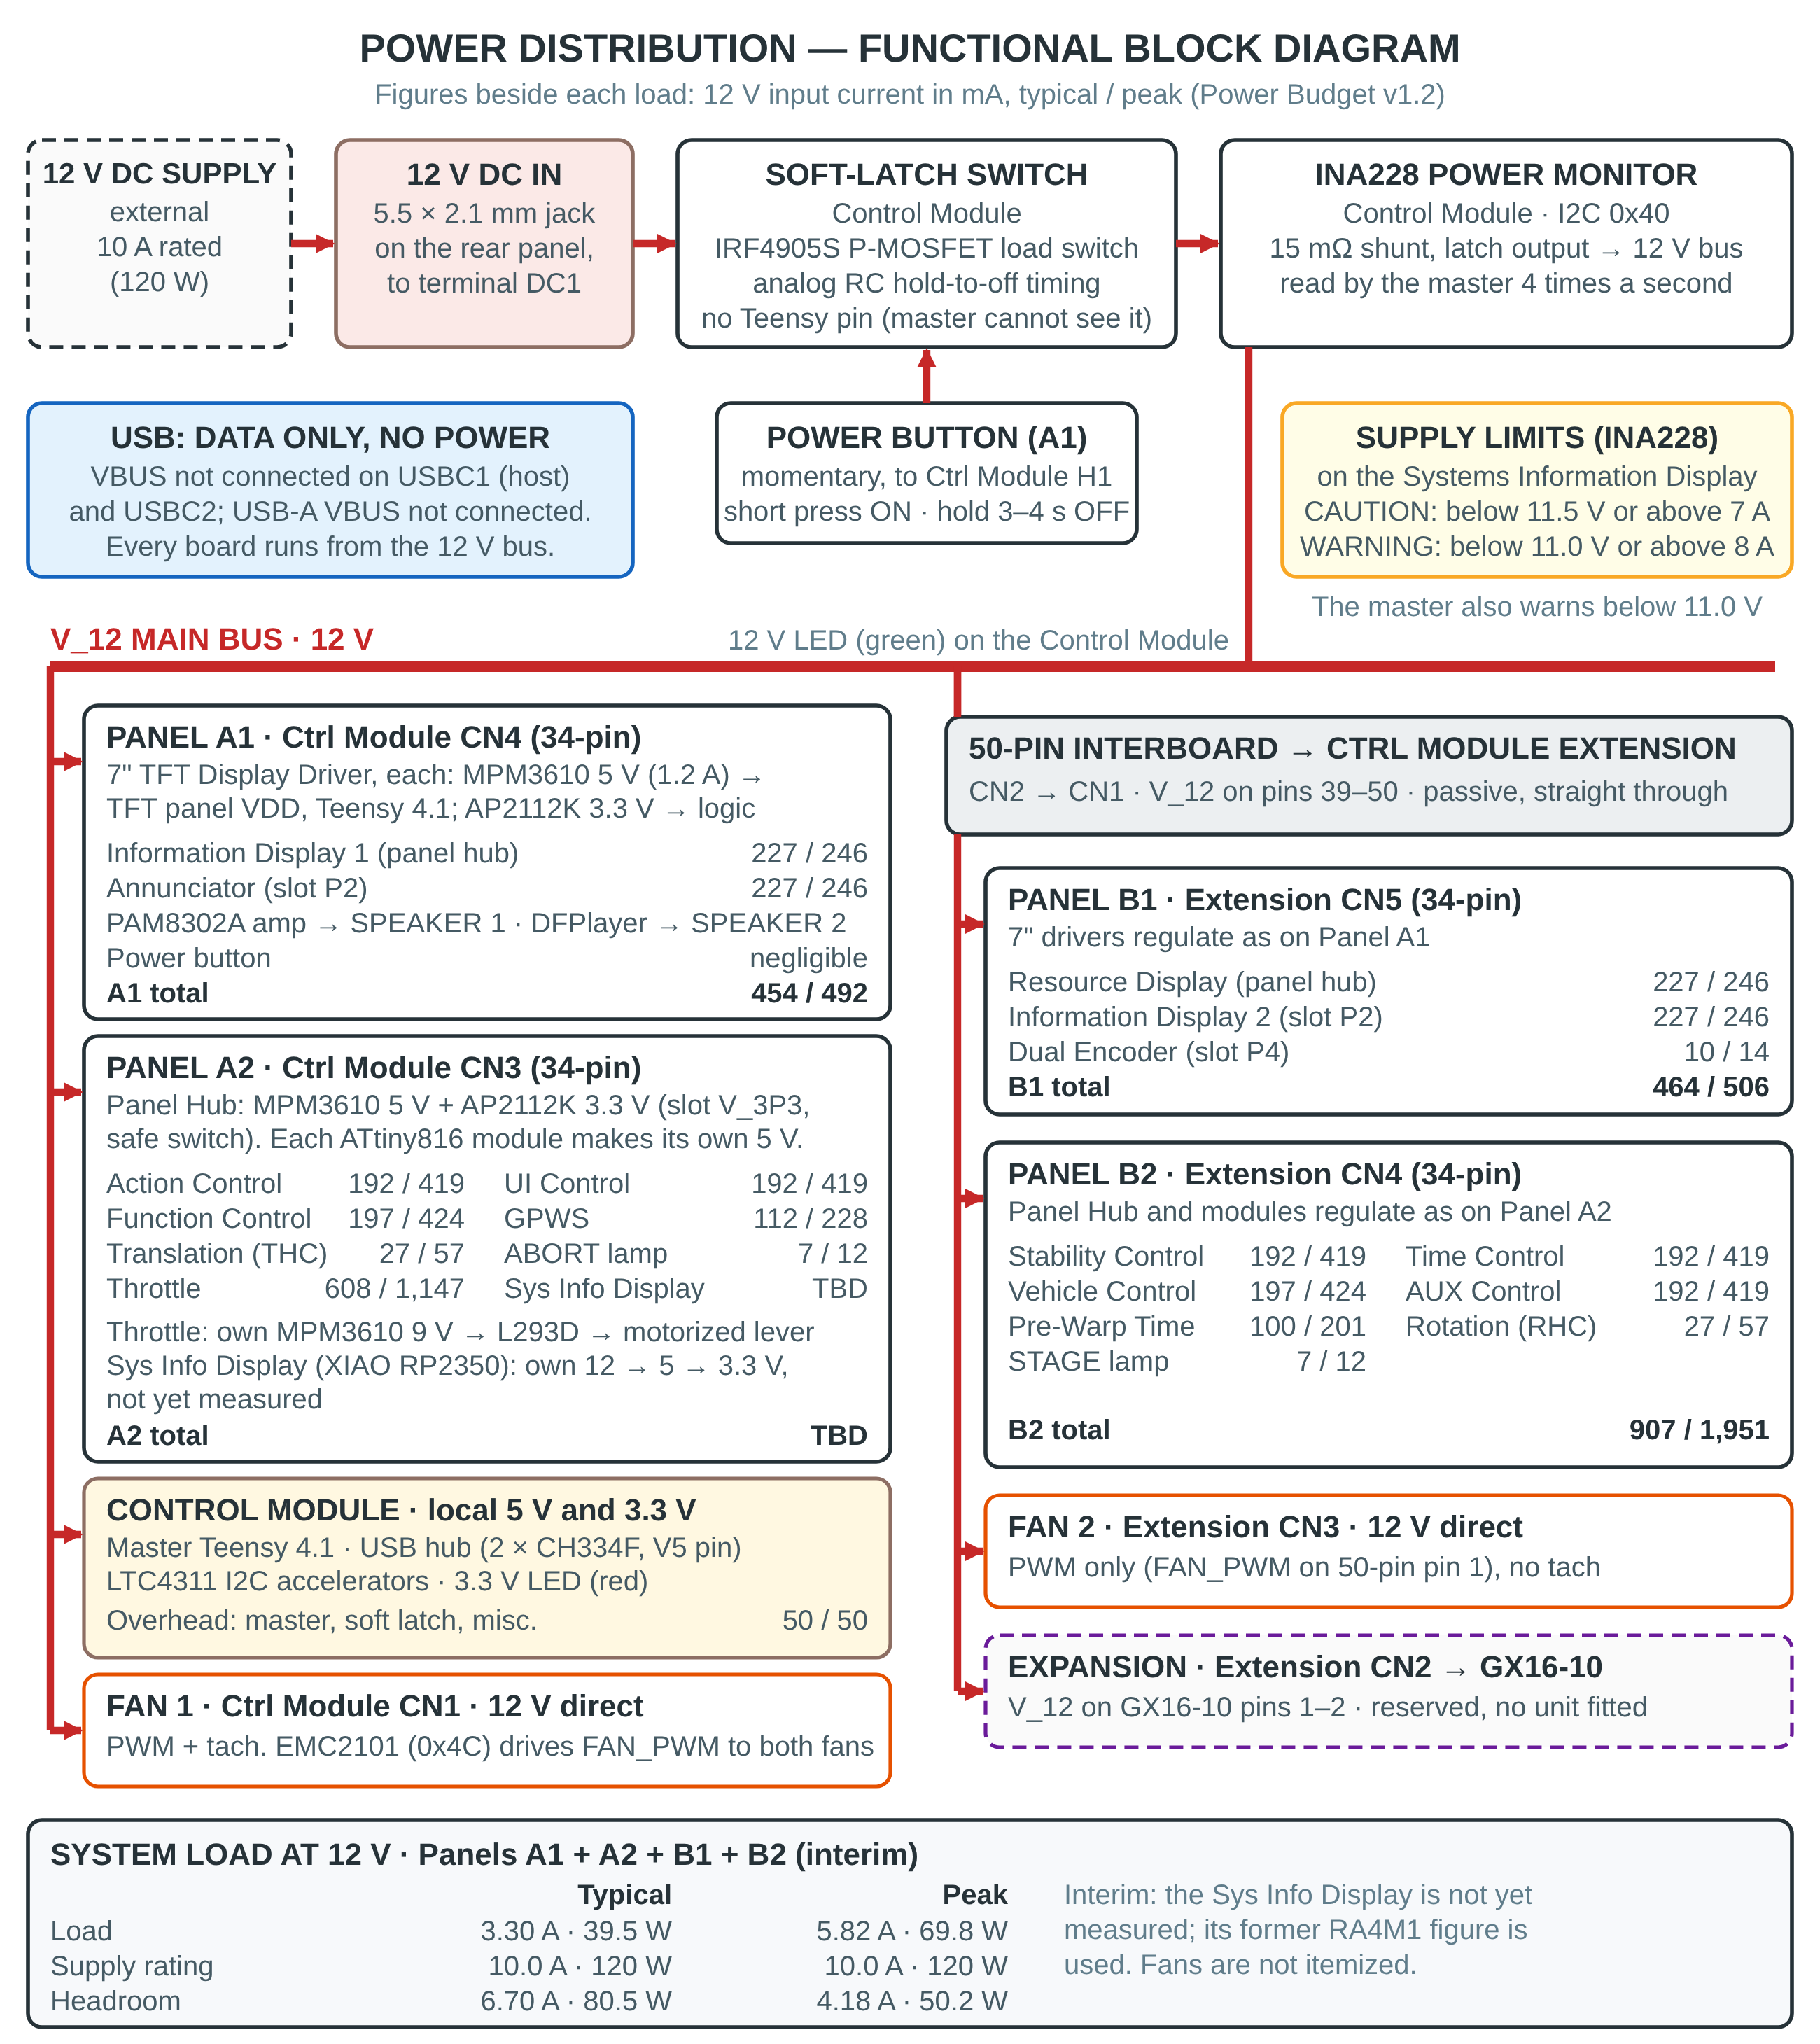 POWER DISTRIBUTION — FUNCTIONAL BLOCK DIAGRAM
Figures beside each load: 12 V input current in mA, typical / peak (Power Budget v1.2)
12 V DC SUPPLY
external
10 A rated
(120 W)
12 V DC IN
5.5 × 2.1 mm jack
on the rear panel,
to terminal DC1
SOFT-LATCH SWITCH
Control Module
IRF4905S P-MOSFET load switch
analog RC hold-to-off timing
no Teensy pin (master cannot see it)
INA228 POWER MONITOR
Control Module · I2C 0x40
15 mΩ shunt, latch output → 12 V bus
read by the master 4 times a second
USB: DATA ONLY, NO POWER
VBUS not connected on USBC1 (host)
and USBC2; USB-A VBUS not connected.
Every board runs from the 12 V bus.
POWER BUTTON (A1)
momentary, to Ctrl Module H1
short press ON · hold 3–4 s OFF
SUPPLY LIMITS (INA228)
on the Systems Information Display
CAUTION: below 11.5 V or above 7 A
WARNING: below 11.0 V or above 8 A
The master also warns below 11.0 V
V_12 MAIN BUS · 12 V
12 V LED (green) on the Control Module
PANEL A1 · Ctrl Module CN4 (34-pin)
7" TFT Display Driver, each: MPM3610 5 V (1.2 A) →
TFT panel VDD, Teensy 4.1; AP2112K 3.3 V → logic
Information Display 1 (panel hub) 227 / 246
Annunciator (slot P2) 227 / 246
PAM8302A amp → SPEAKER 1 · DFPlayer → SPEAKER 2
Power button negligible
A1 total 454 / 492
PANEL A2 · Ctrl Module CN3 (34-pin)
Panel Hub: MPM3610 5 V + AP2112K 3.3 V (slot V_3P3,
safe switch). Each ATtiny816 module makes its own 5 V.
Action Control 192 / 419 UI Control 192 / 419
Function Control 197 / 424 GPWS 112 / 228
Translation (THC) 27 / 57 ABORT lamp 7 / 12
Throttle 608 / 1,147 Sys Info Display TBD
Throttle: own MPM3610 9 V → L293D → motorized lever
Sys Info Display (XIAO RP2350): own 12 → 5 → 3.3 V,
not yet measured
A2 total TBD
CONTROL MODULE · local 5 V and 3.3 V
Master Teensy 4.1 · USB hub (2 × CH334F, V5 pin)
LTC4311 I2C accelerators · 3.3 V LED (red)
Overhead: master, soft latch, misc. 50 / 50
FAN 1 · Ctrl Module CN1 · 12 V direct
PWM + tach. EMC2101 (0x4C) drives FAN_PWM to both fans
50-PIN INTERBOARD → CTRL MODULE EXTENSION
CN2 → CN1 · V_12 on pins 39–50 · passive, straight through
PANEL B1 · Extension CN5 (34-pin)
7" drivers regulate as on Panel A1
Resource Display (panel hub) 227 / 246
Information Display 2 (slot P2) 227 / 246
Dual Encoder (slot P4) 10 / 14
B1 total 464 / 506
PANEL B2 · Extension CN4 (34-pin)
Panel Hub and modules regulate as on Panel A2
Stability Control 192 / 419 Time Control 192 / 419
Vehicle Control 197 / 424 AUX Control 192 / 419
Pre-Warp Time 100 / 201 Rotation (RHC) 27 / 57
STAGE lamp 7 / 12
B2 total 907 / 1,951
FAN 2 · Extension CN3 · 12 V direct
PWM only (FAN_PWM on 50-pin pin 1), no tach
EXPANSION · Extension CN2 → GX16-10
V_12 on GX16-10 pins 1–2 · reserved, no unit fitted
SYSTEM LOAD AT 12 V · Panels A1 + A2 + B1 + B2 (interim)
Typical Peak
Load 3.30 A · 39.5 W 5.82 A · 69.8 W
Supply rating 10.0 A · 120 W 10.0 A · 120 W
Headroom 6.70 A · 80.5 W 4.18 A · 50.2 W
Interim: the Sys Info Display is not yet
measured; its former RA4M1 figure is
used. Fans are not itemized.